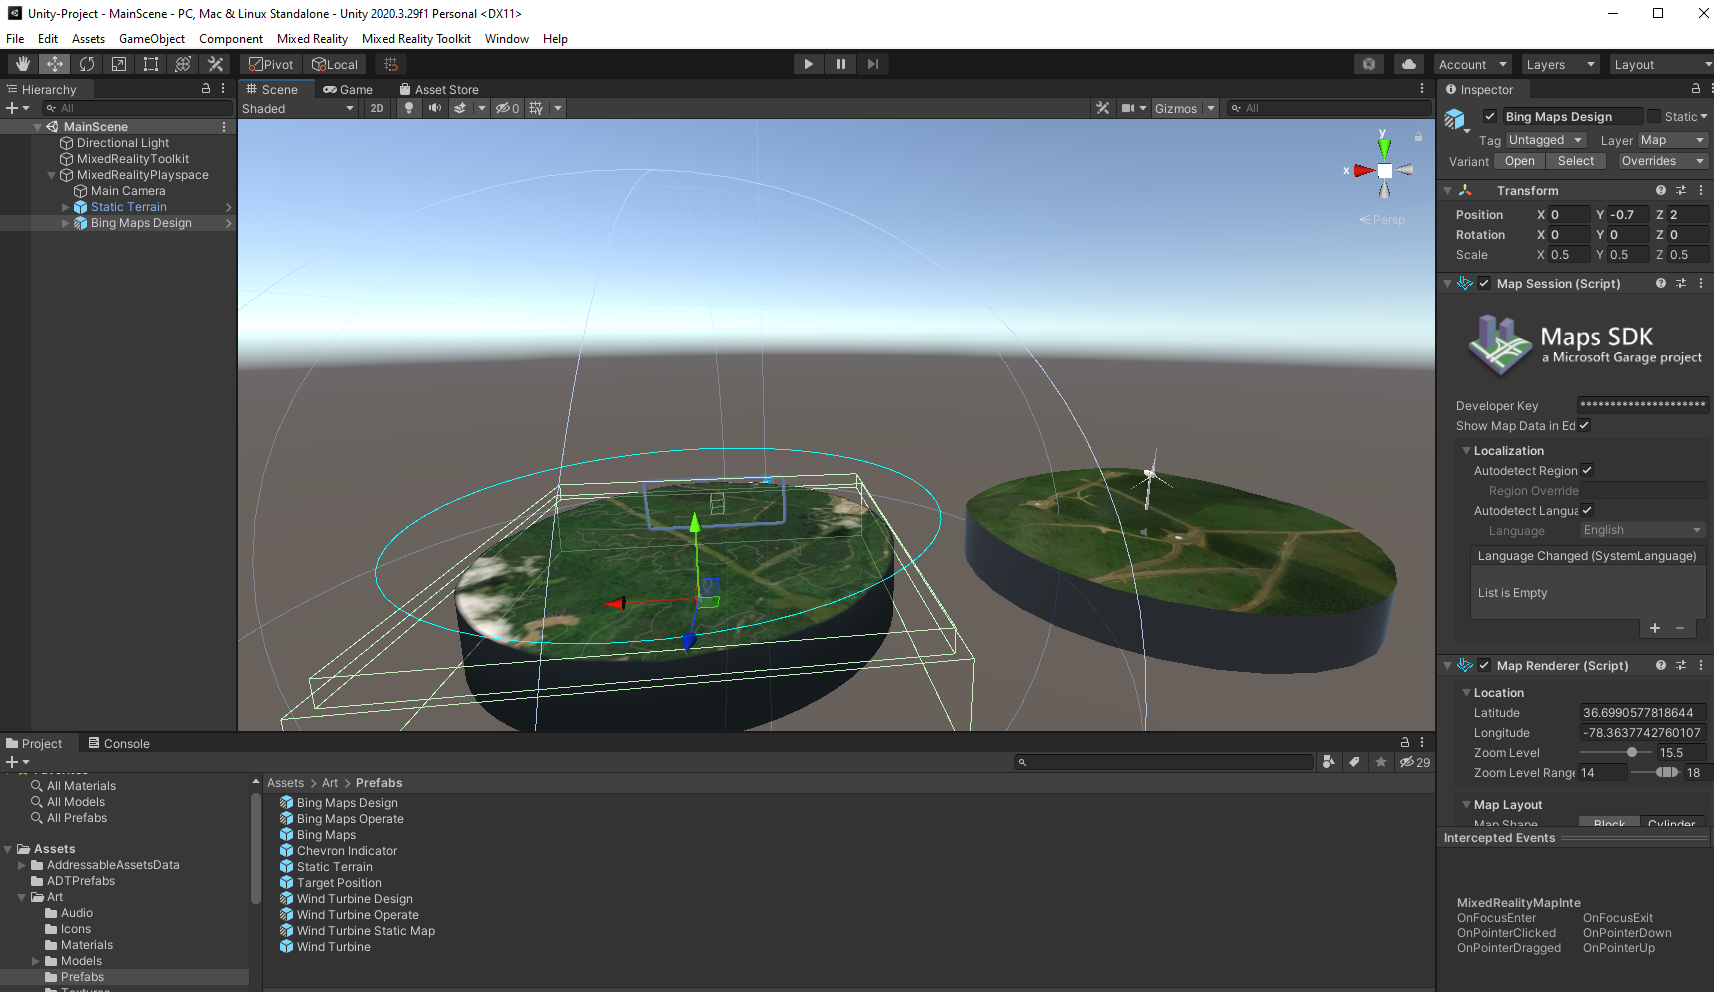 Unity-Project - MainScene - PC, Mac & Linux Standalone - Unity 2020.3.29f1 Personal <DX11>
File Edit Assets GameObject Component Mixed Reality Mixed Reality Toolkit Window Help
Pivot Local Account Layers Layout
Hierarchy
All
MainScene
Directional Light
MixedRealityToolkit
MixedRealityPlayspace
Main Camera
Static Terrain
Bing Maps Design
Scene Game Asset Store
Shaded 2D 0 Gizmos All
y
x
Persp
Inspector
Bing Maps Design Static
Tag Untagged Layer Map
Variant Open Select Overrides
Transform
Position X 0 Y -0.7 Z 2
Rotation X 0 Y 0 Z 0
Scale X 0.5 Y 0.5 Z 0.5
Map Session (Script)
Maps SDK
a Microsoft Garage project
Developer Key *********************
Show Map Data in Ed
Localization
Autodetect Region
Region Override
Autodetect Langua
Language English
Language Changed (SystemLanguage)
List is Empty
+ −
Map Renderer (Script)
Location
Latitude 36.6990577818644
Longitude -78.3637742760107
Zoom Level 15.5
Zoom Level Range 14 18
Map Layout
Map Shape Block Cylinder
Intercepted Events
MixedRealityMapInte
OnFocusEnter OnFocusExit
OnPointerClicked OnPointerDown
OnPointerDragged OnPointerUp
Project Console
29
Favorites
All Materials
All Models
All Prefabs
Assets
AddressableAssetsData
ADTPrefabs
Art
Audio
Icons
Materials
Models
Prefabs
Textures
Assets > Art > Prefabs
Bing Maps Design
Bing Maps Operate
Bing Maps
Chevron Indicator
Static Terrain
Target Position
Wind Turbine Design
Wind Turbine Operate
Wind Turbine Static Map
Wind Turbine